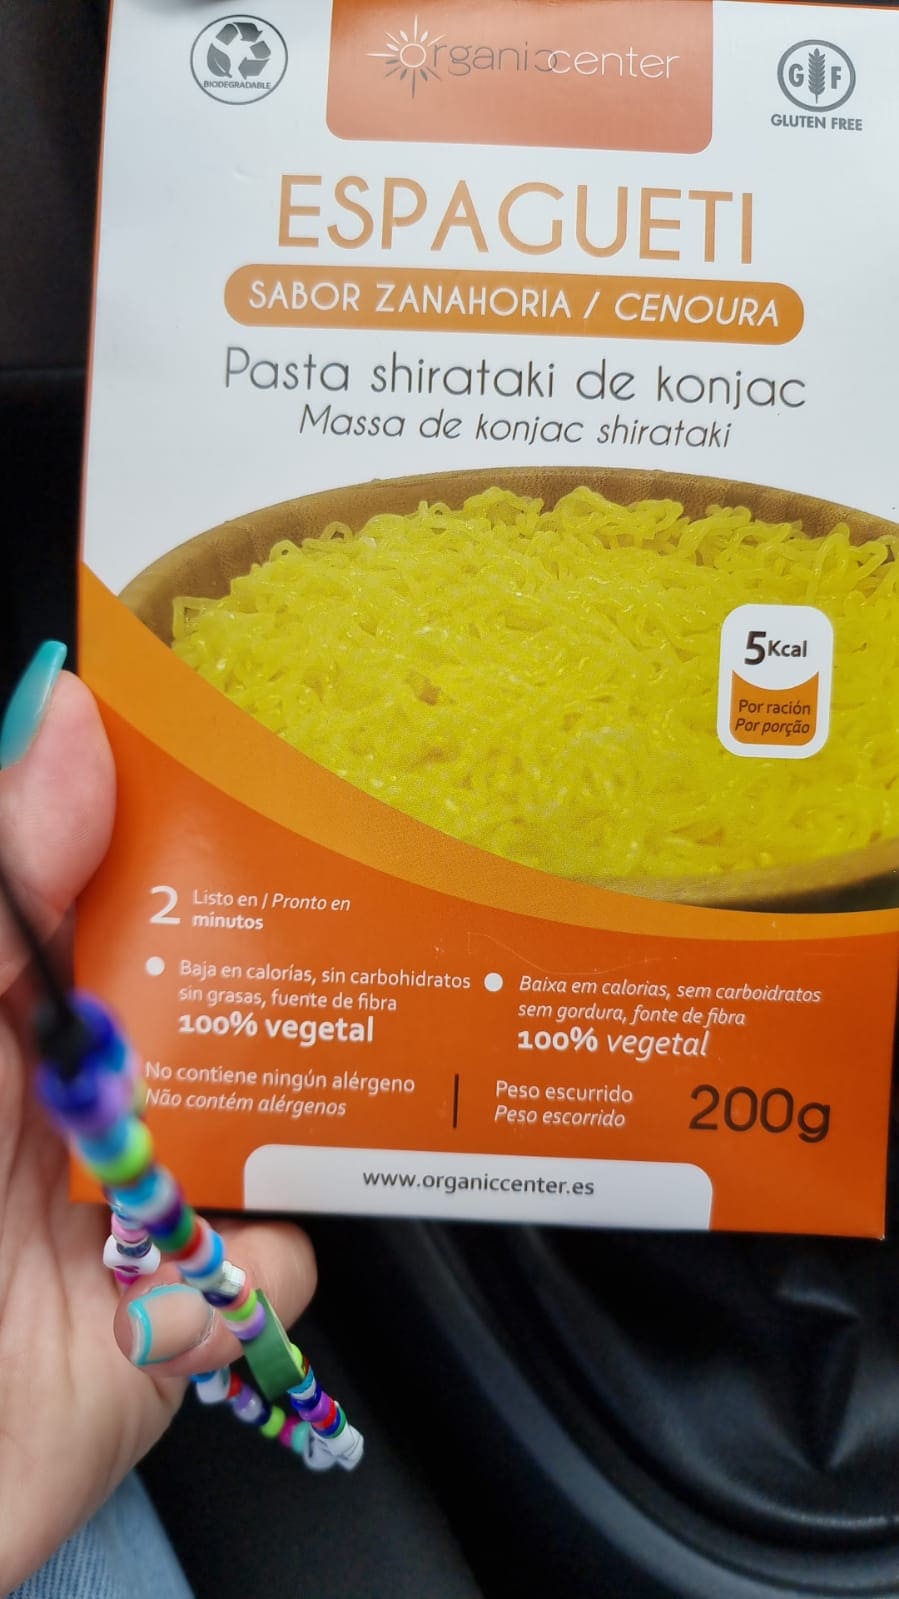 BIODEGRADABLE
Organiccenter
G F
GLUTEN FREE
ESPAGUETI
SABOR ZANAHORIA / CENOURA
Pasta shirataki de konjac
Massa de konjac shirataki
5Kcal
Por ración
Por porção
2 Listo en / Pronto en
minutos
Baja en calorías, sin carbohidratos
sin grasas, fuente de fibra
100% vegetal
Baixa em calorias, sem carboidratos
sem gordura, fonte de fibra
100% vegetal
No contiene ningún alérgeno
Não contém alérgenos
Peso escurrido
Peso escorrido
200g
www.organiccenter.es